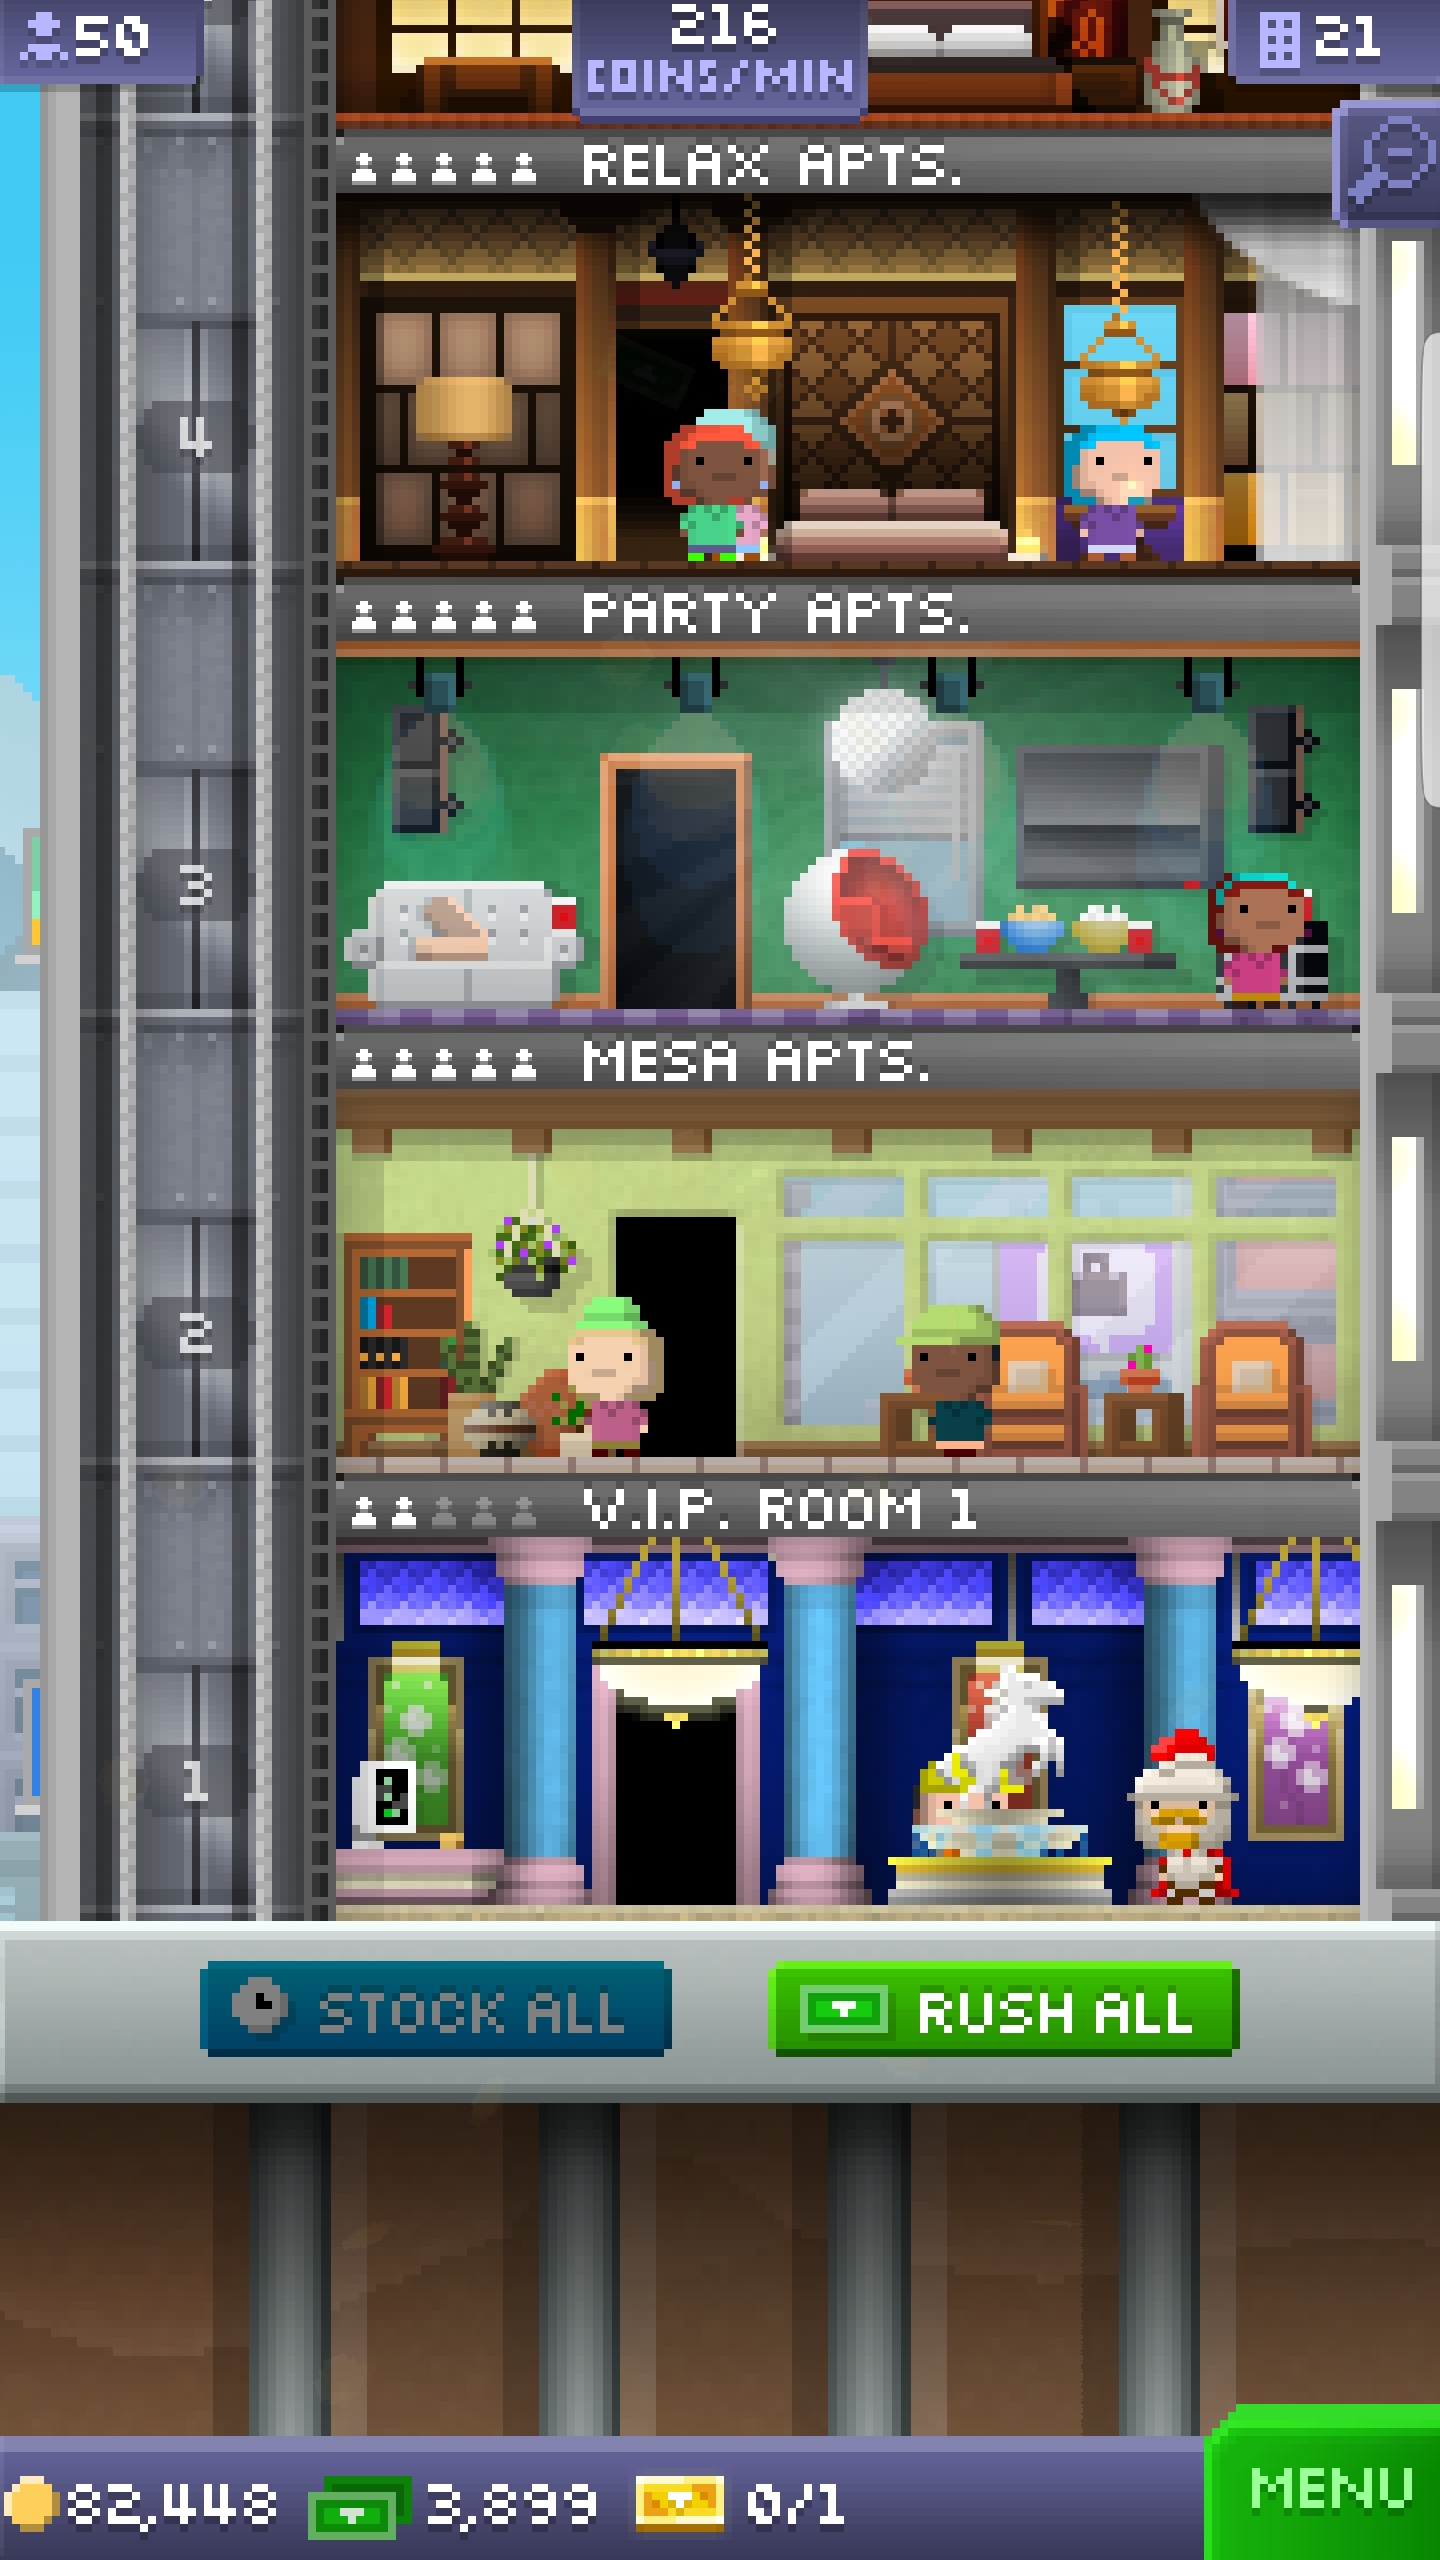 50
216
COINS/MIN
21
RELAX APTS.
4
PARTY APTS.
3
MESA APTS.
2
V.I.P. ROOM 1
1
STOCK ALL
RUSH ALL
82,448
3,899
0/1
MENU